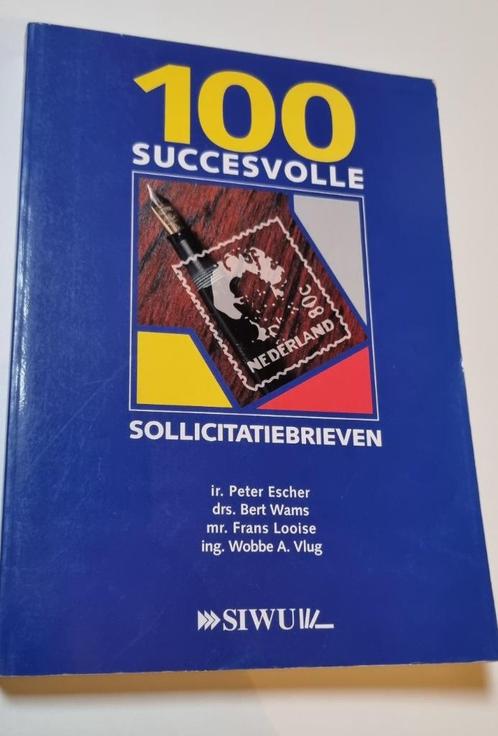 100
SUCCESVOLLE
80c
NEDERLAND
SOLLICITATIEBRIEVEN
ir. Peter Escher
drs. Bert Wams
mr. Frans Looise
ing. Wobbe A. Vlug
SIWU